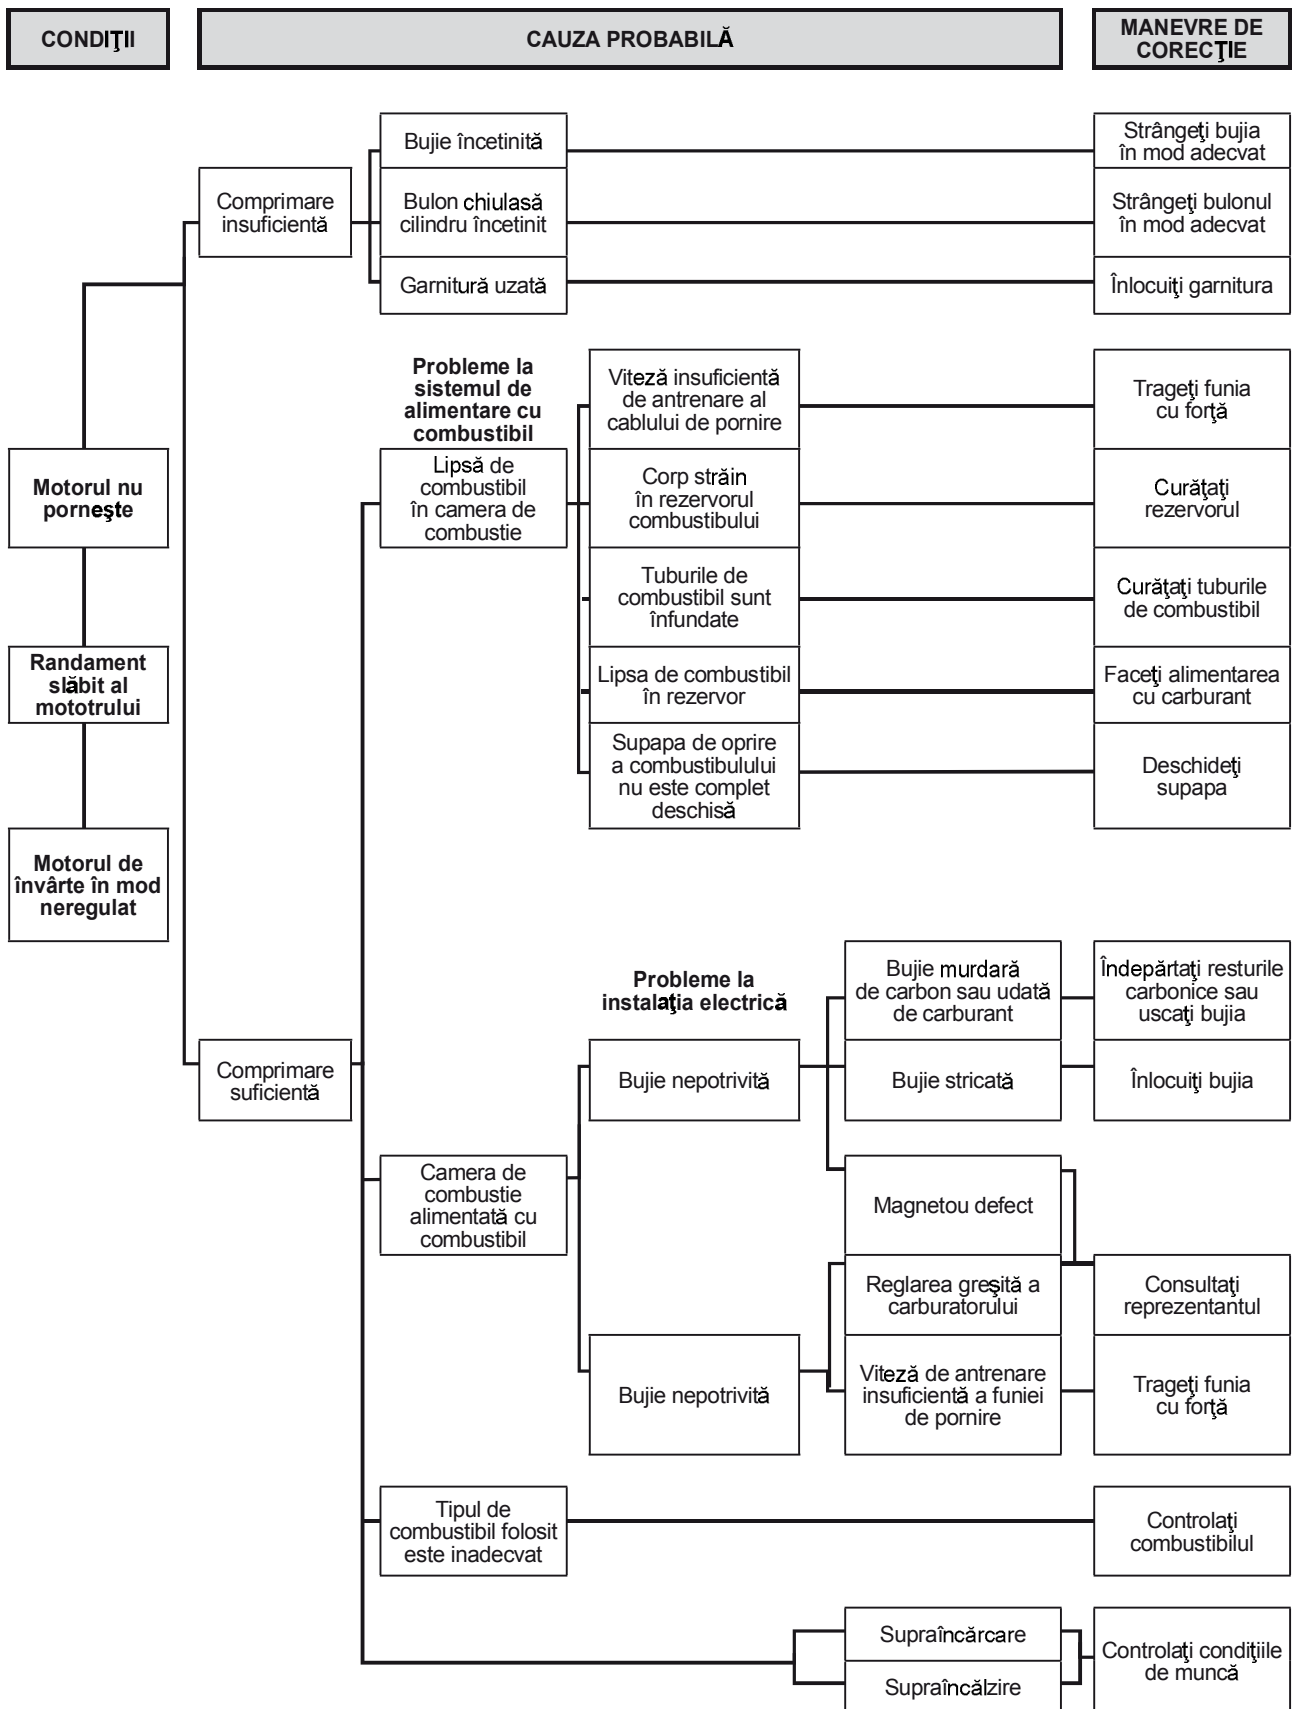 CONDIŢII
CAUZA PROBABILĂ
MANEVRE DE
CORECŢIE
Bujie încetinită
Strângeţi bujia
în mod adecvat
Comprimare
insuficientă
Bulon chiulasă
cilindru încetinit
Strângeţi bulonul
în mod adecvat
Garnitură uzată
Înlocuiţi garnitura
Probleme la
sistemul de
alimentare cu
combustibil
Viteză insuficientă
de antrenare al
cablului de pornire
Trageţi funia
cu forţă
Motorul nu
porneşte
Lipsă de
combustibil
în camera de
combustie
Corp străin
în rezervorul
combustibului
Curăţaţi
rezervorul
Tuburile de
combustibil sunt
înfundate
Curăţaţi tuburile
de combustibil
Randament
slăbit al
mototrului
Lipsa de combustibil
în rezervor
Faceţi alimentarea
cu carburant
Supapa de oprire
a combustibulului
nu este complet
deschisă
Deschideţi
supapa
Motorul de
învârte în mod
neregulat
Probleme la
instalaţia electrică
Bujie murdară
de carbon sau udată
de carburant
Îndepărtaţi resturile
carbonice sau
uscaţi bujia
Comprimare
suficientă
Bujie nepotrivită
Bujie stricată
Înlocuiţi bujia
Camera de
combustie
alimentată cu
combustibil
Magnetou defect
Reglarea greşită a
carburatorului
Consultaţi
reprezentantul
Bujie nepotrivită
Viteză de antrenare
insuficientă a funiei
de pornire
Trageţi funia
cu forţă
Tipul de
combustibil folosit
este inadecvat
Controlaţi
combustibilul
Supraîncărcare
Supraîncălzire
Controlaţi condiţiile
de muncă